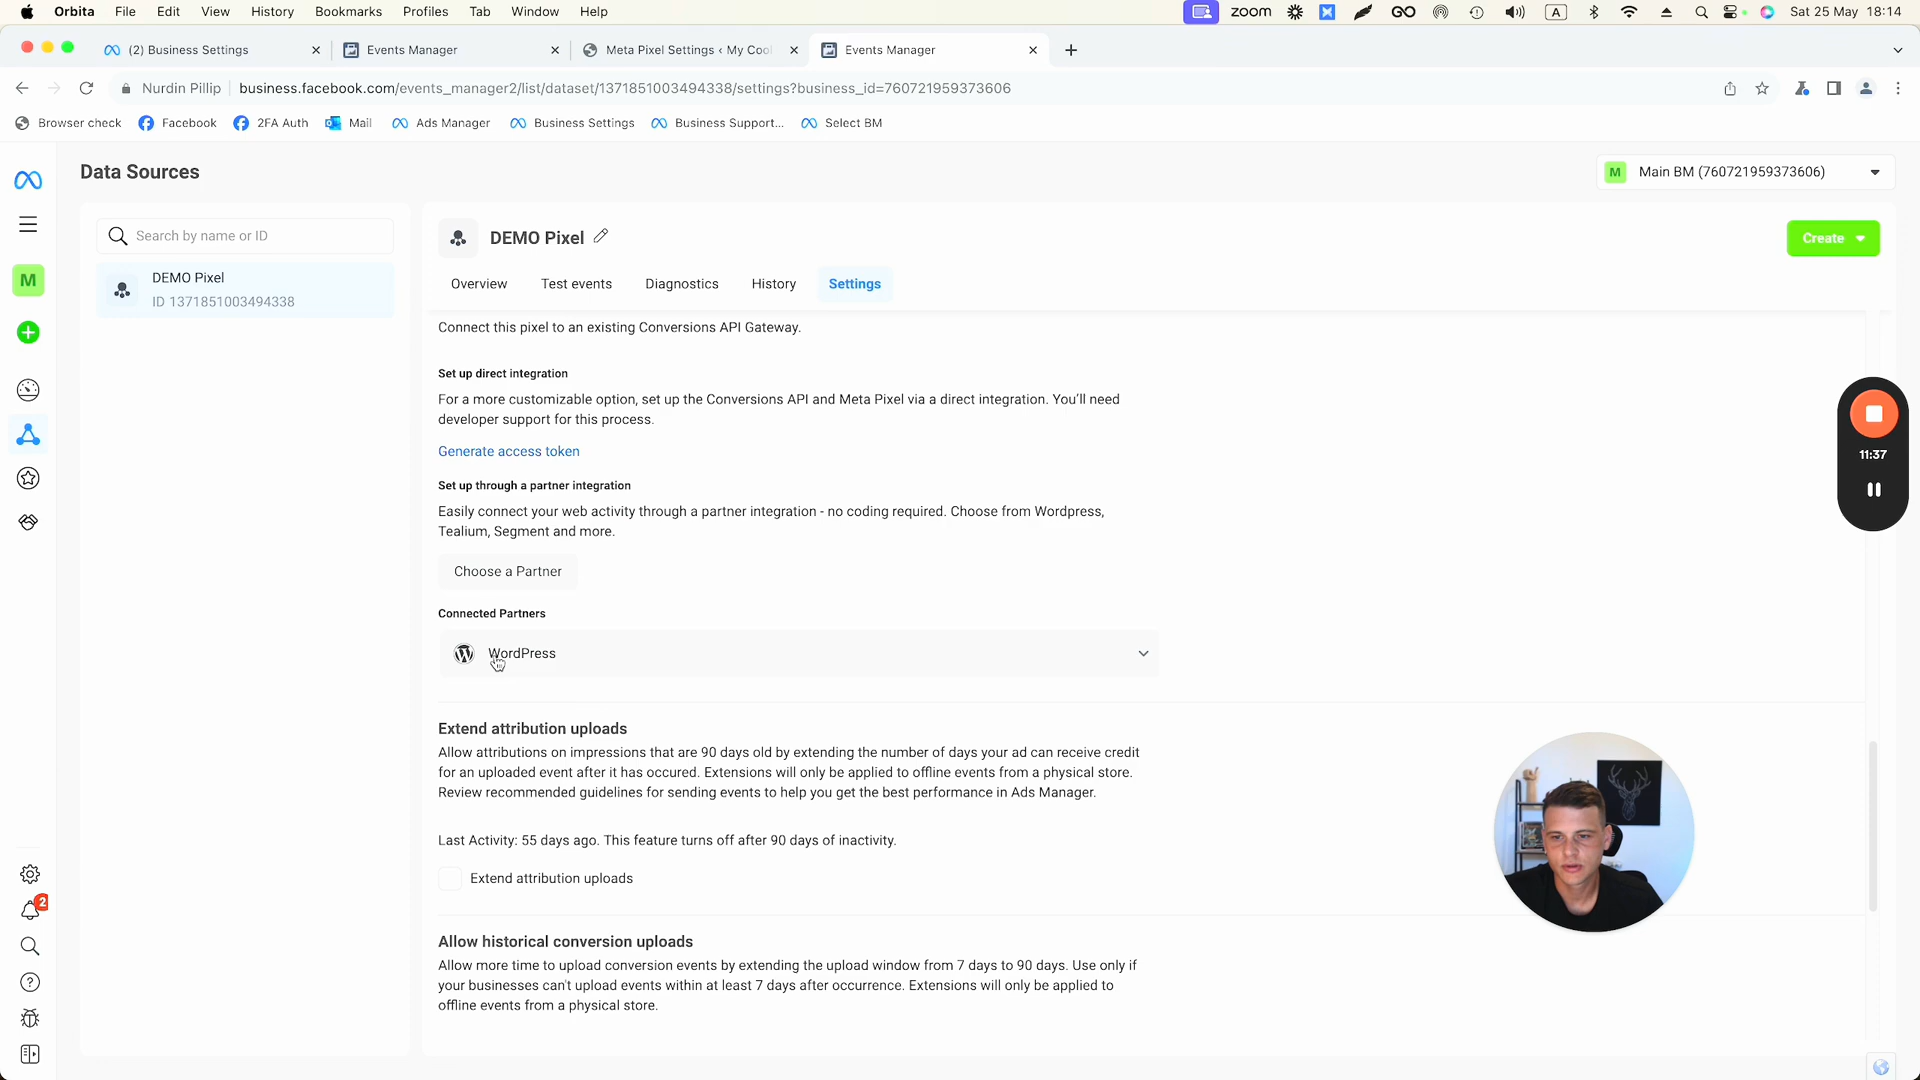 Orbita File Edit View History Bookmarks Profiles Tab Window Help
zoom A Sat 25 May 18:14
(2) Business Settings Events Manager Meta Pixel Settings ‹ My Cool Events Manager
Nurdin Pillip business.facebook.com/events_manager2/list/dataset/1371851003494338/settings?business_id=760721959373606
Browser check Facebook 2FA Auth Mail Ads Manager Business Settings Business Support... Select BM
Data Sources
M Main BM (760721959373606)
M
2
Search by name or ID
DEMO Pixel
ID 1371851003494338
DEMO Pixel
Create
Overview Test events Diagnostics History Settings
Connect this pixel to an existing Conversions API Gateway.
Set up direct integration
For a more customizable option, set up the Conversions API and Meta Pixel via a direct integration. You'll need
developer support for this process.
Generate access token
Set up through a partner integration
Easily connect your web activity through a partner integration - no coding required. Choose from Wordpress,
Tealium, Segment and more.
Choose a Partner
Connected Partners
WordPress
Extend attribution uploads
Allow attributions on impressions that are 90 days old by extending the number of days your ad can receive credit
for an uploaded event after it has occured. Extensions will only be applied to offline events from a physical store.
Review recommended guidelines for sending events to help you get the best performance in Ads Manager.
Last Activity: 55 days ago. This feature turns off after 90 days of inactivity.
Extend attribution uploads
Allow historical conversion uploads
Allow more time to upload conversion events by extending the upload window from 7 days to 90 days. Use only if
your businesses can't upload events within at least 7 days after occurrence. Extensions will only be applied to
offline events from a physical store.
11:37